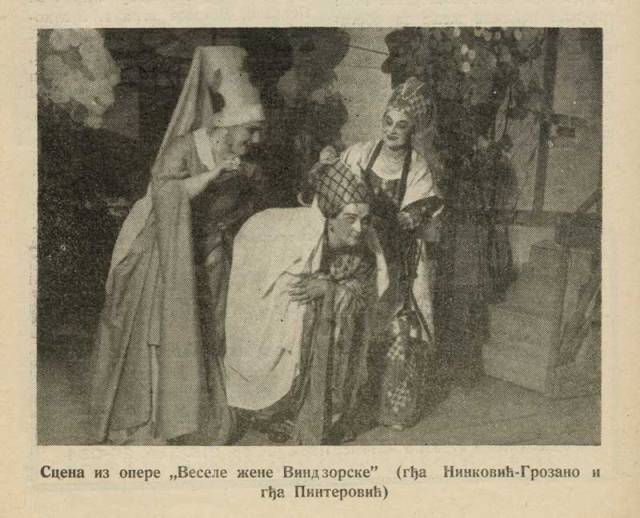 Сцена из опере „Веселе жене Виндзорске” (гђа Нинковић-Грозано и
гђа Пинтеровић)